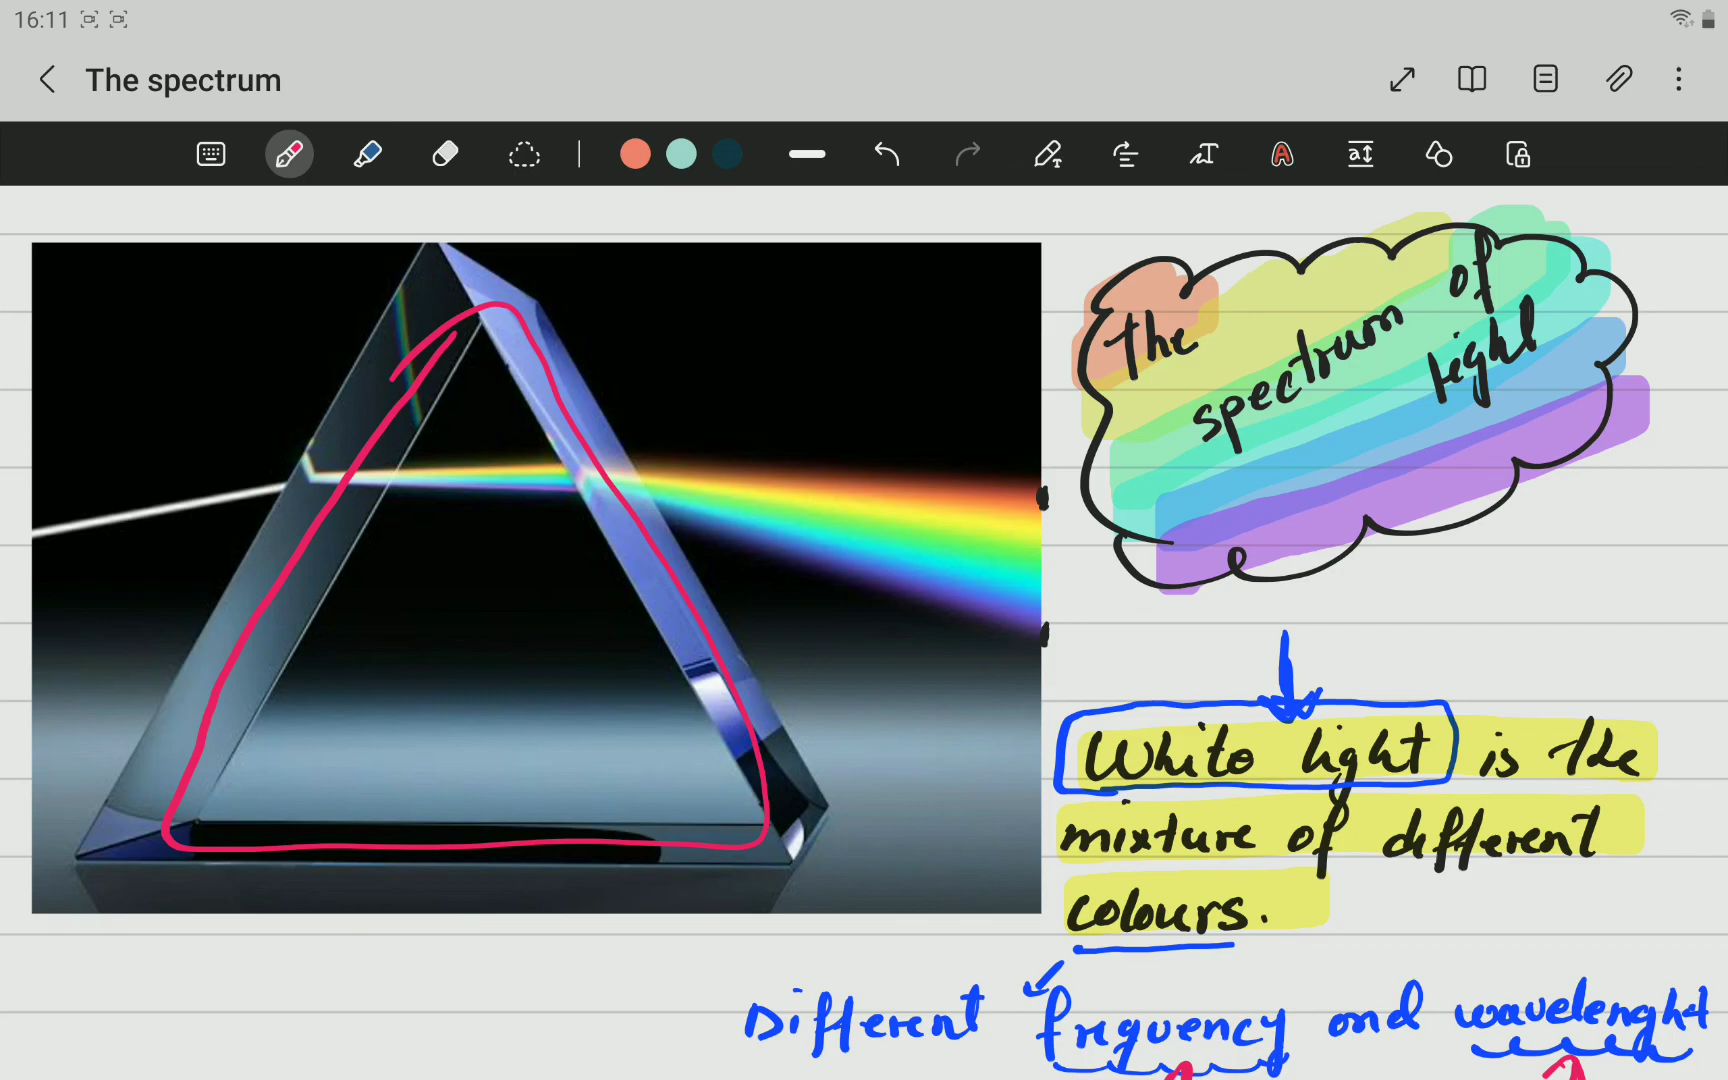 16:11
The spectrum
The
spectrum of
light
White light is the
mixture of different
colours.
Different frequency and wavelenght